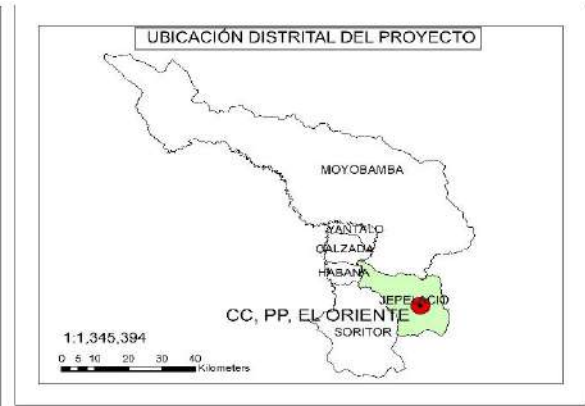 UBICACIÓN DISTRITAL DEL PROYECTO
MOYOBAMBA
YANTALO
CALZADA
HABANA
JEPELACIO
CC, PP, EL ORIENTE
SORITOR
1:1,345,394
0 5 10 20 30 40
Kilometers